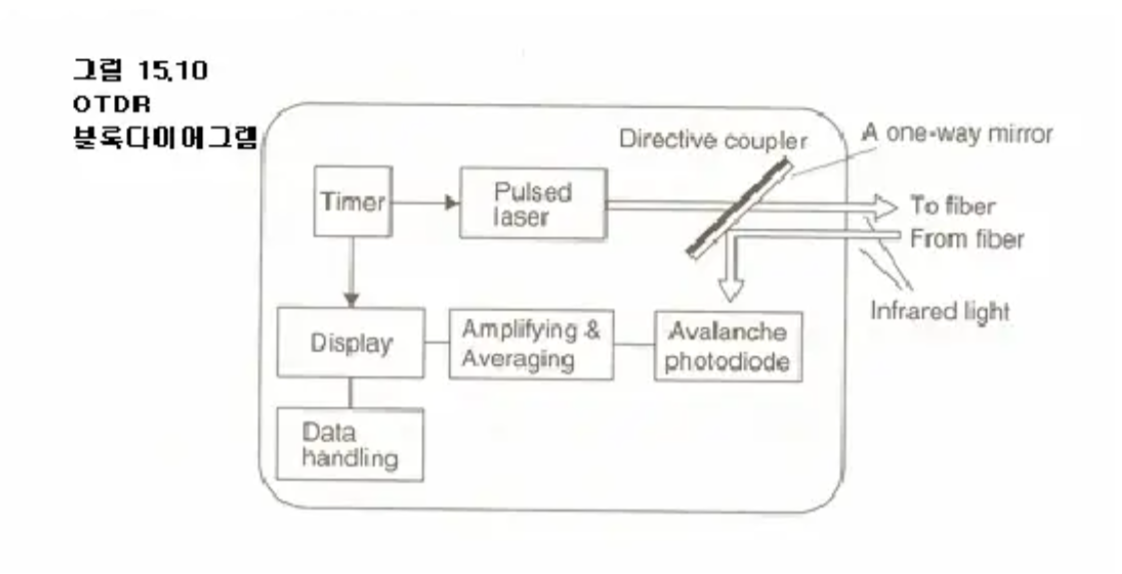 그림 15.10
OTDR
블록다이어그램
Directive coupler
A one-way mirror
Timer
Pulsed
laser
To fiber
From fiber
Infrared light
Display
Amplifying &
Averaging
Avalanche
photodiode
Data
handling